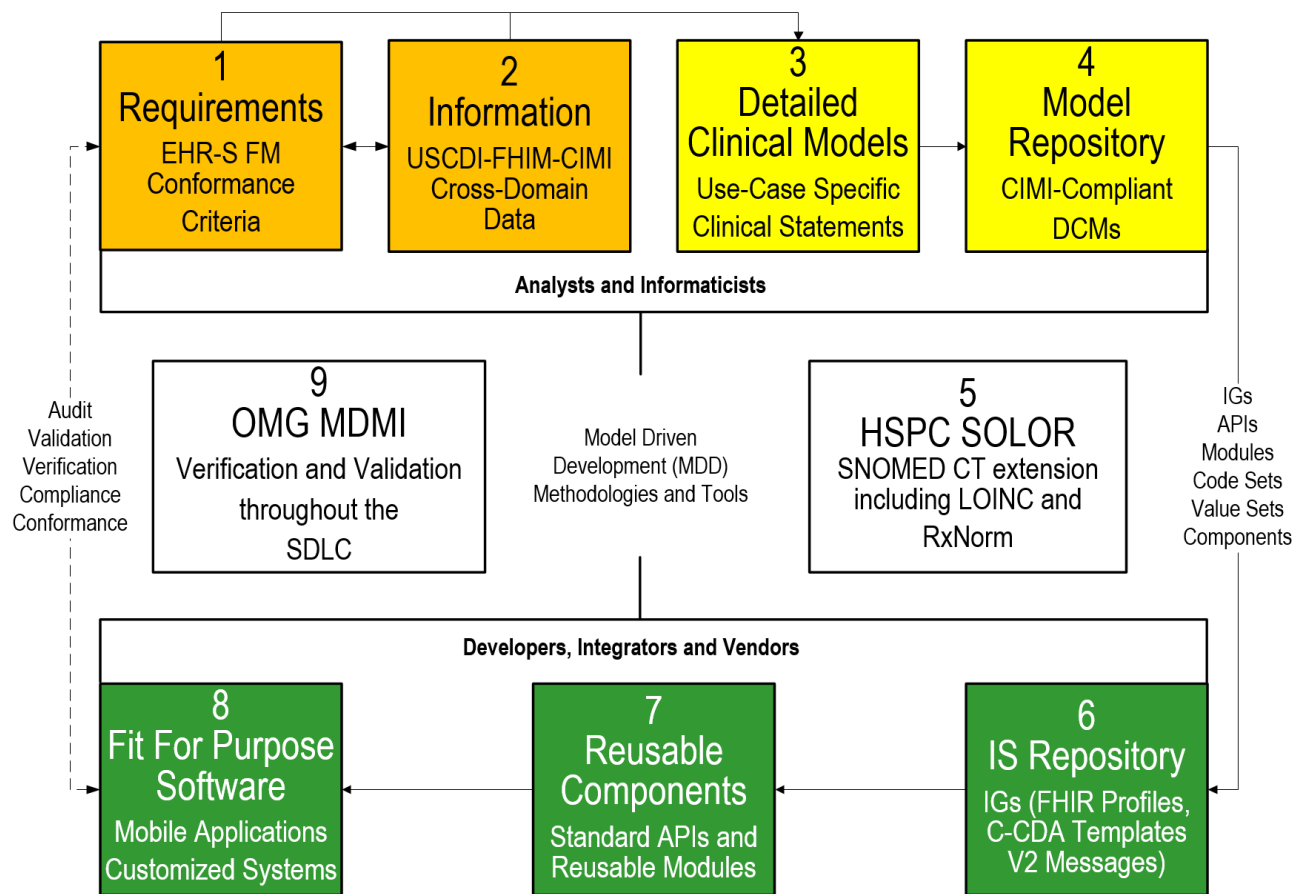 1
Requirements
EHR-S FM
Conformance
Criteria
2
Information
USCDI-FHIM-CIMI
Cross-Domain
Data
3
Detailed
Clinical Models
Use-Case Specific
Clinical Statements
4
Model
Repository
CIMI-Compliant
DCMs
Analysts and Informaticists
Audit
Validation
Verification
Compliance
Conformance
9
OMG MDMI
Verification and Validation
throughout the
SDLC
Model Driven
Development (MDD)
Methodologies and Tools
5
HSPC SOLOR
SNOMED CT extension
including LOINC and
RxNorm
IGs
APIs
Modules
Code Sets
Value Sets
Components
Developers, Integrators and Vendors
8
Fit For Purpose
Software
Mobile Applications
Customized Systems
7
Reusable
Components
Standard APIs and
Reusable Modules
6
IS Repository
IGs (FHIR Profiles,
C-CDA Templates
V2 Messages)